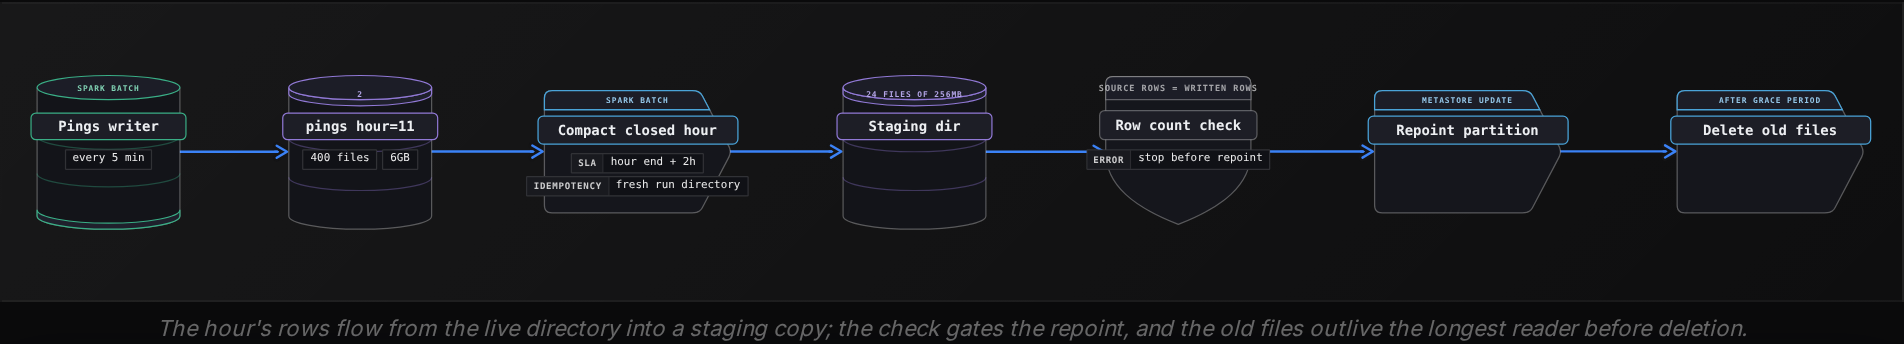 SPARK BATCH
Pings writer
every 5 min
2
pings hour=11
400 files
6GB
SPARK BATCH
Compact closed hour
SLA hour end + 2h
IDEMPOTENCY fresh run directory
24 FILES OF 256MB
Staging dir
SOURCE ROWS = WRITTEN ROWS
Row count check
ERROR stop before repoint
METASTORE UPDATE
Repoint partition
AFTER GRACE PERIOD
Delete old files
The hour's rows flow from the live directory into a staging copy; the check gates the repoint, and the old files outlive the longest reader before deletion.